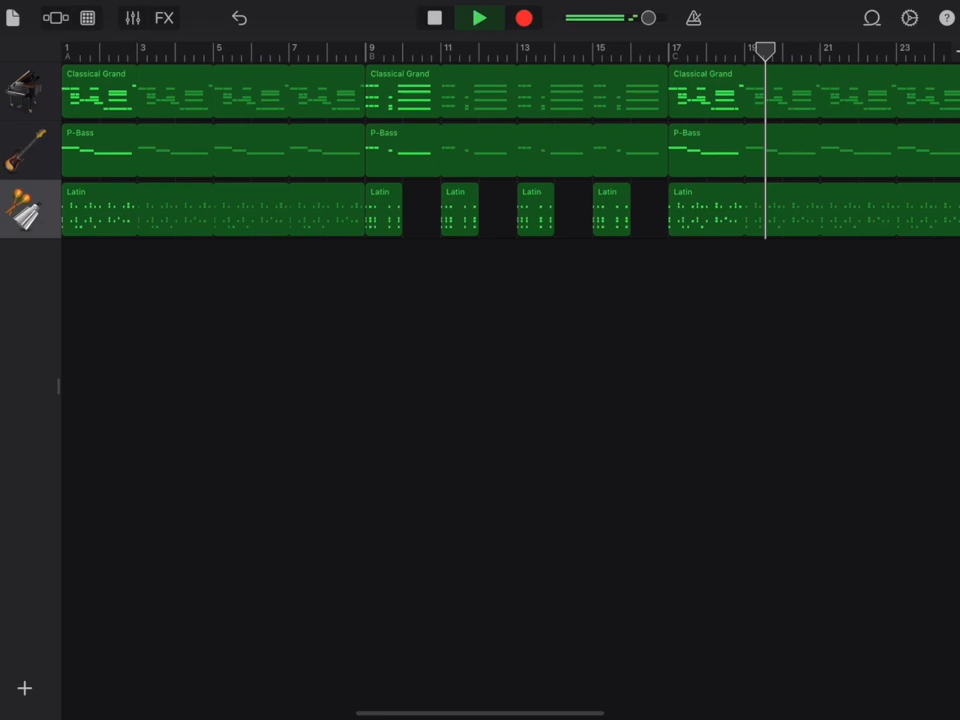 FX
?
1 3 5 7 9 11 13 15 17 19 21 23
A B C
Classical Grand Classical Grand Classical Grand
P-Bass P-Bass P-Bass
Latin Latin Latin Latin Latin Latin